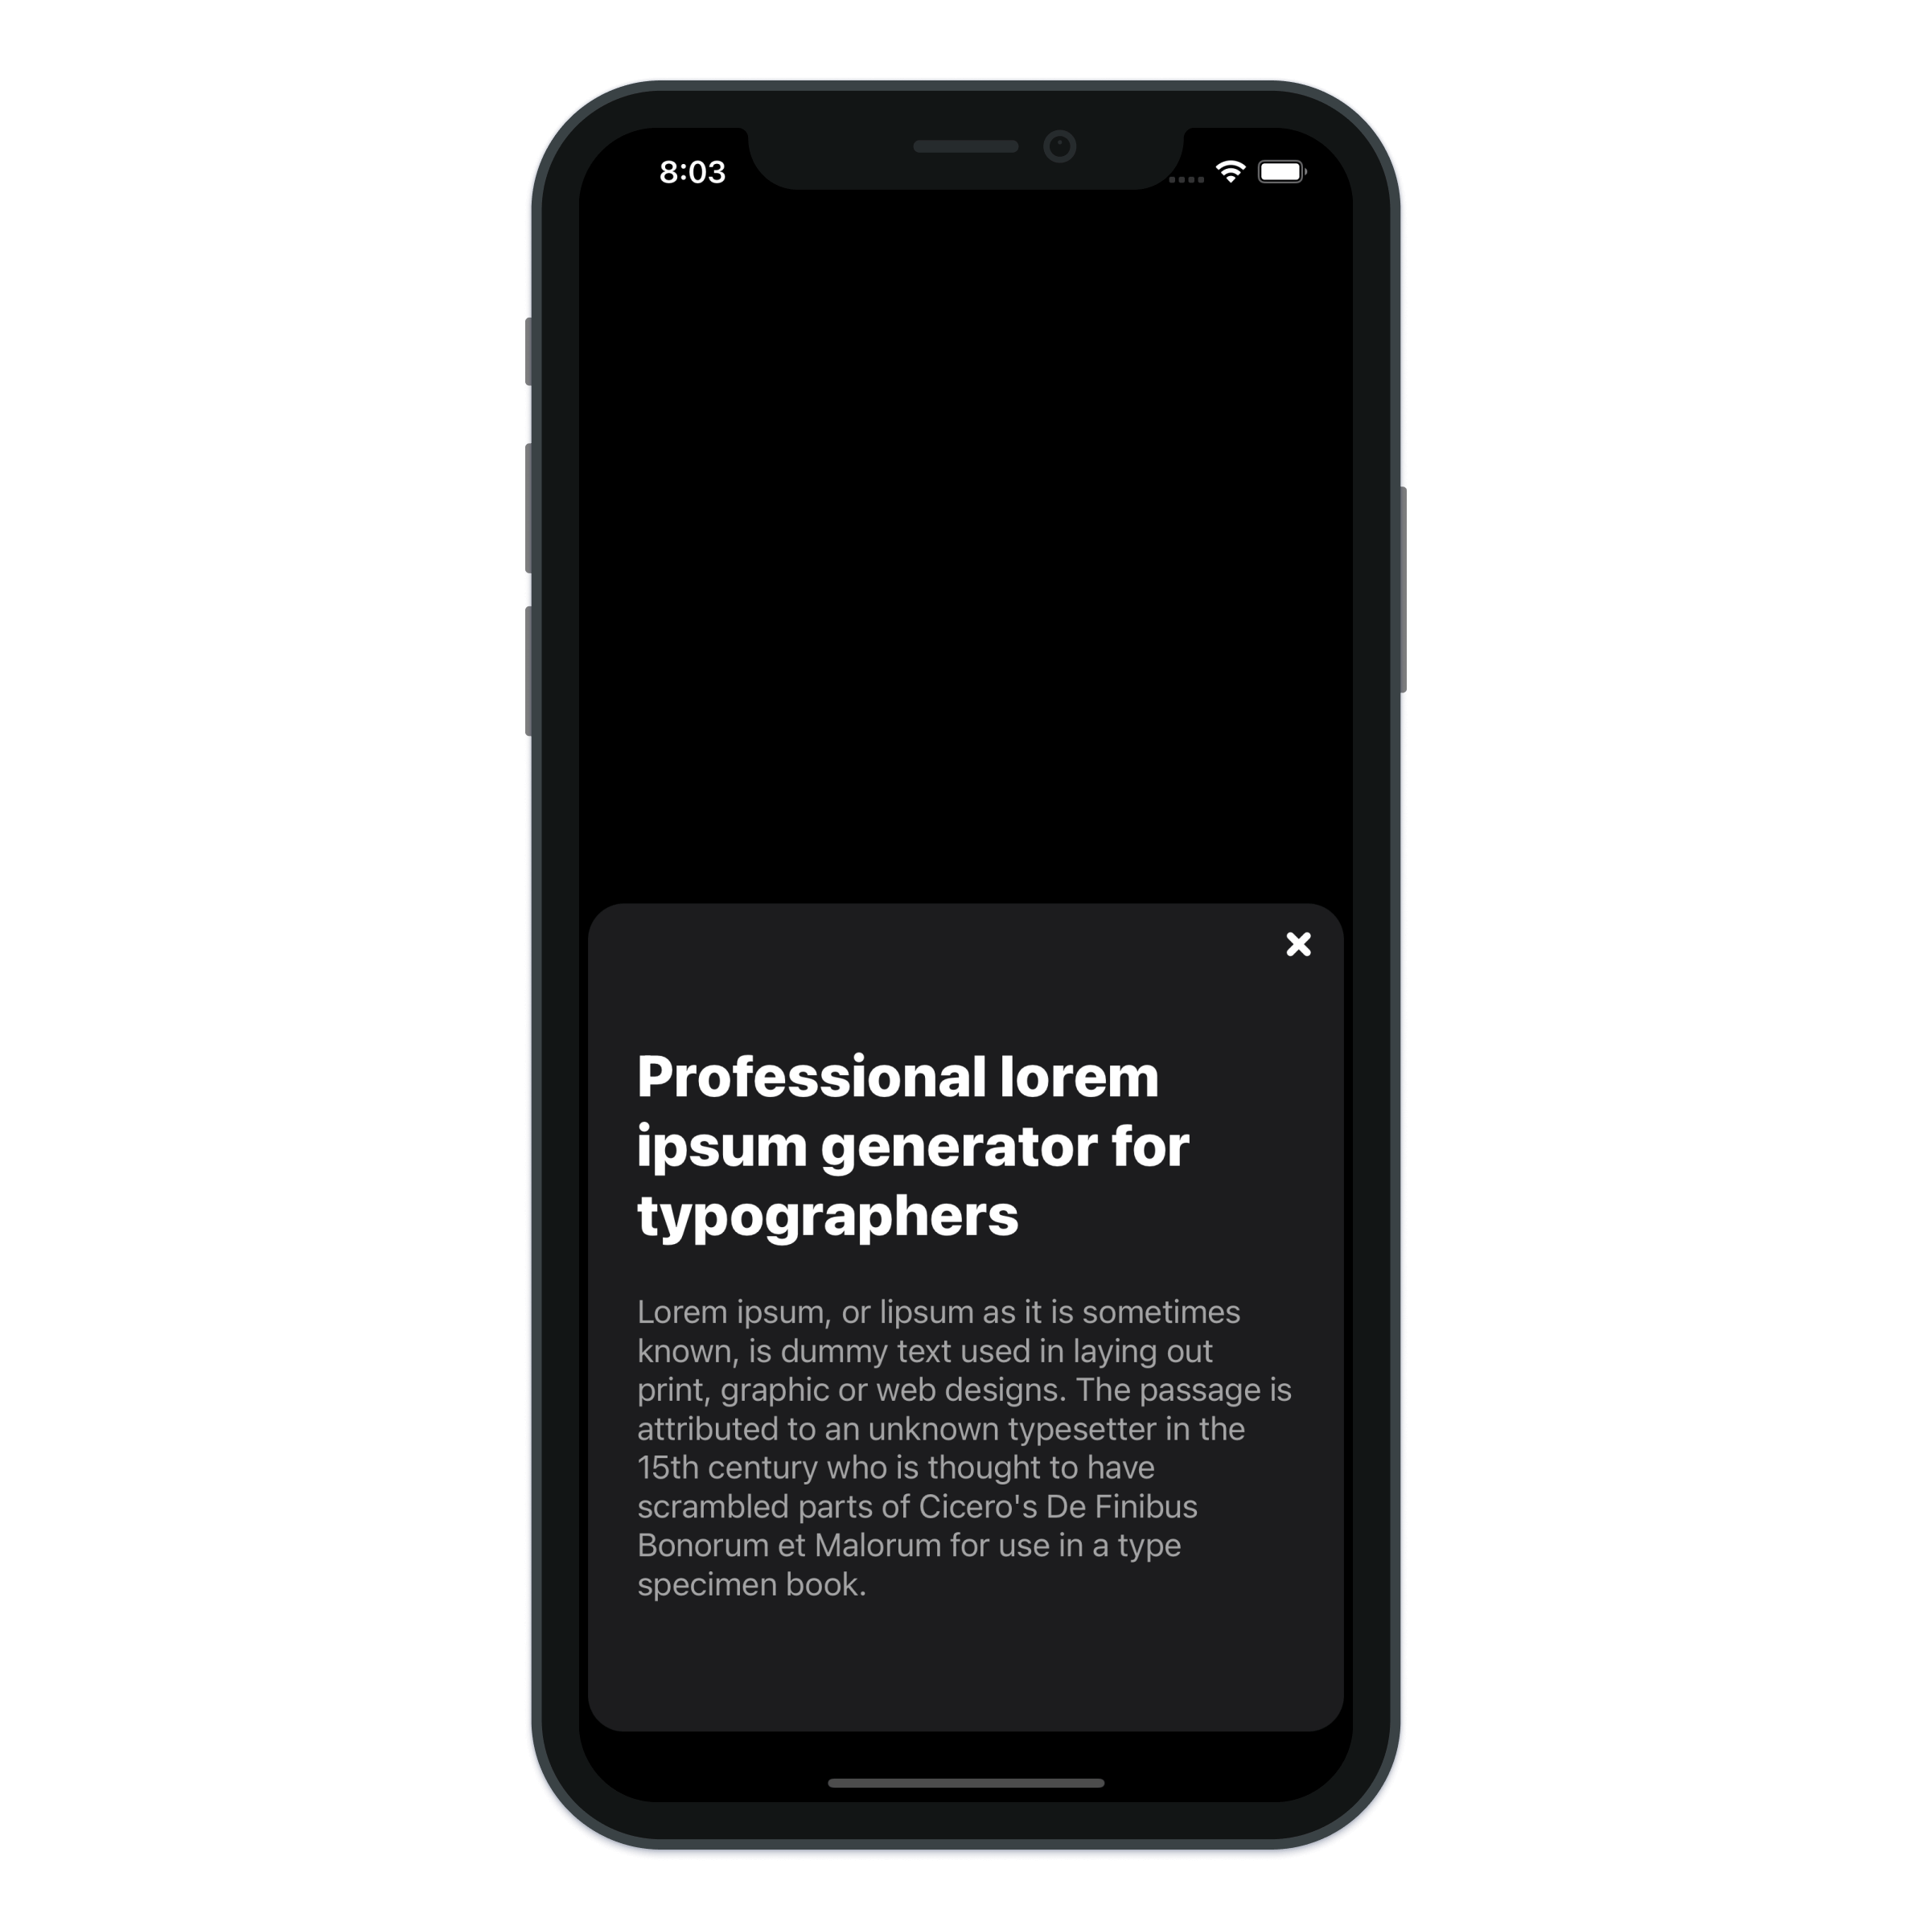 8:03
Professional lorem
ipsum generator for
typographers
Lorem ipsum, or lipsum as it is sometimes
known, is dummy text used in laying out
print, graphic or web designs. The passage is
attributed to an unknown typesetter in the
15th century who is thought to have
scrambled parts of Cicero's De Finibus
Bonorum et Malorum for use in a type
specimen book.